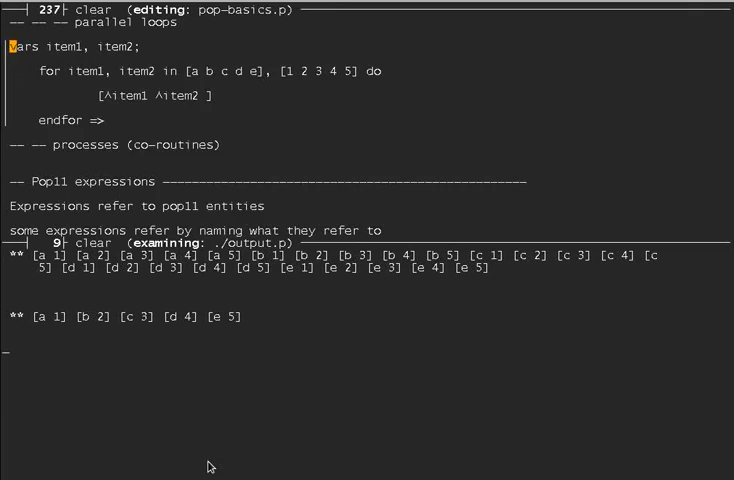 237 clear (editing: pop-basics.p)
-- -- -- parallel loops
vars item1, item2;
for item1, item2 in [a b c d e], [1 2 3 4 5] do
[^item1 ^item2 ]
endfor =>
-- -- processes (co-routines)
-- Pop11 expressions --------------------------------------------------
Expressions refer to pop11 entities
some expressions refer by naming what they refer to
9 clear (examining: ./output.p)
** [a 1] [a 2] [a 3] [a 4] [a 5] [b 1] [b 2] [b 3] [b 4] [b 5] [c 1] [c 2] [c 3] [c 4] [c
5] [d 1] [d 2] [d 3] [d 4] [d 5] [e 1] [e 2] [e 3] [e 4] [e 5]
** [a 1] [b 2] [c 3] [d 4] [e 5]